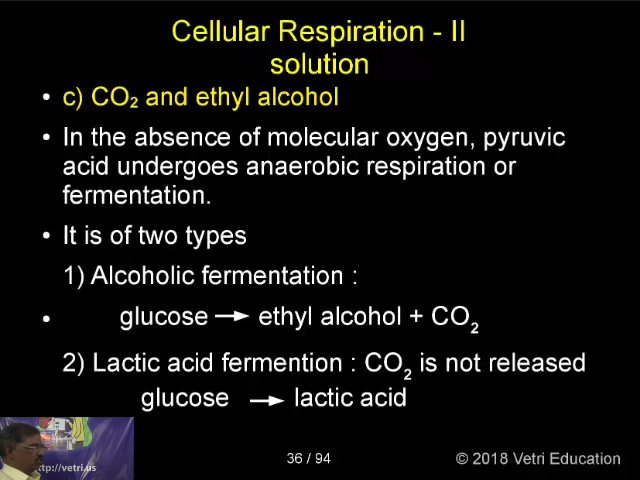 Cellular Respiration - II
solution
• c) CO₂ and ethyl alcohol
• In the absence of molecular oxygen, pyruvic
acid undergoes anaerobic respiration or
fermentation.
• It is of two types
1) Alcoholic fermentation :
• glucose → ethyl alcohol + CO₂
2) Lactic acid fermention : CO₂ is not released
glucose → lactic acid
ttp://vetri.us
36 / 94
© 2018 Vetri Education